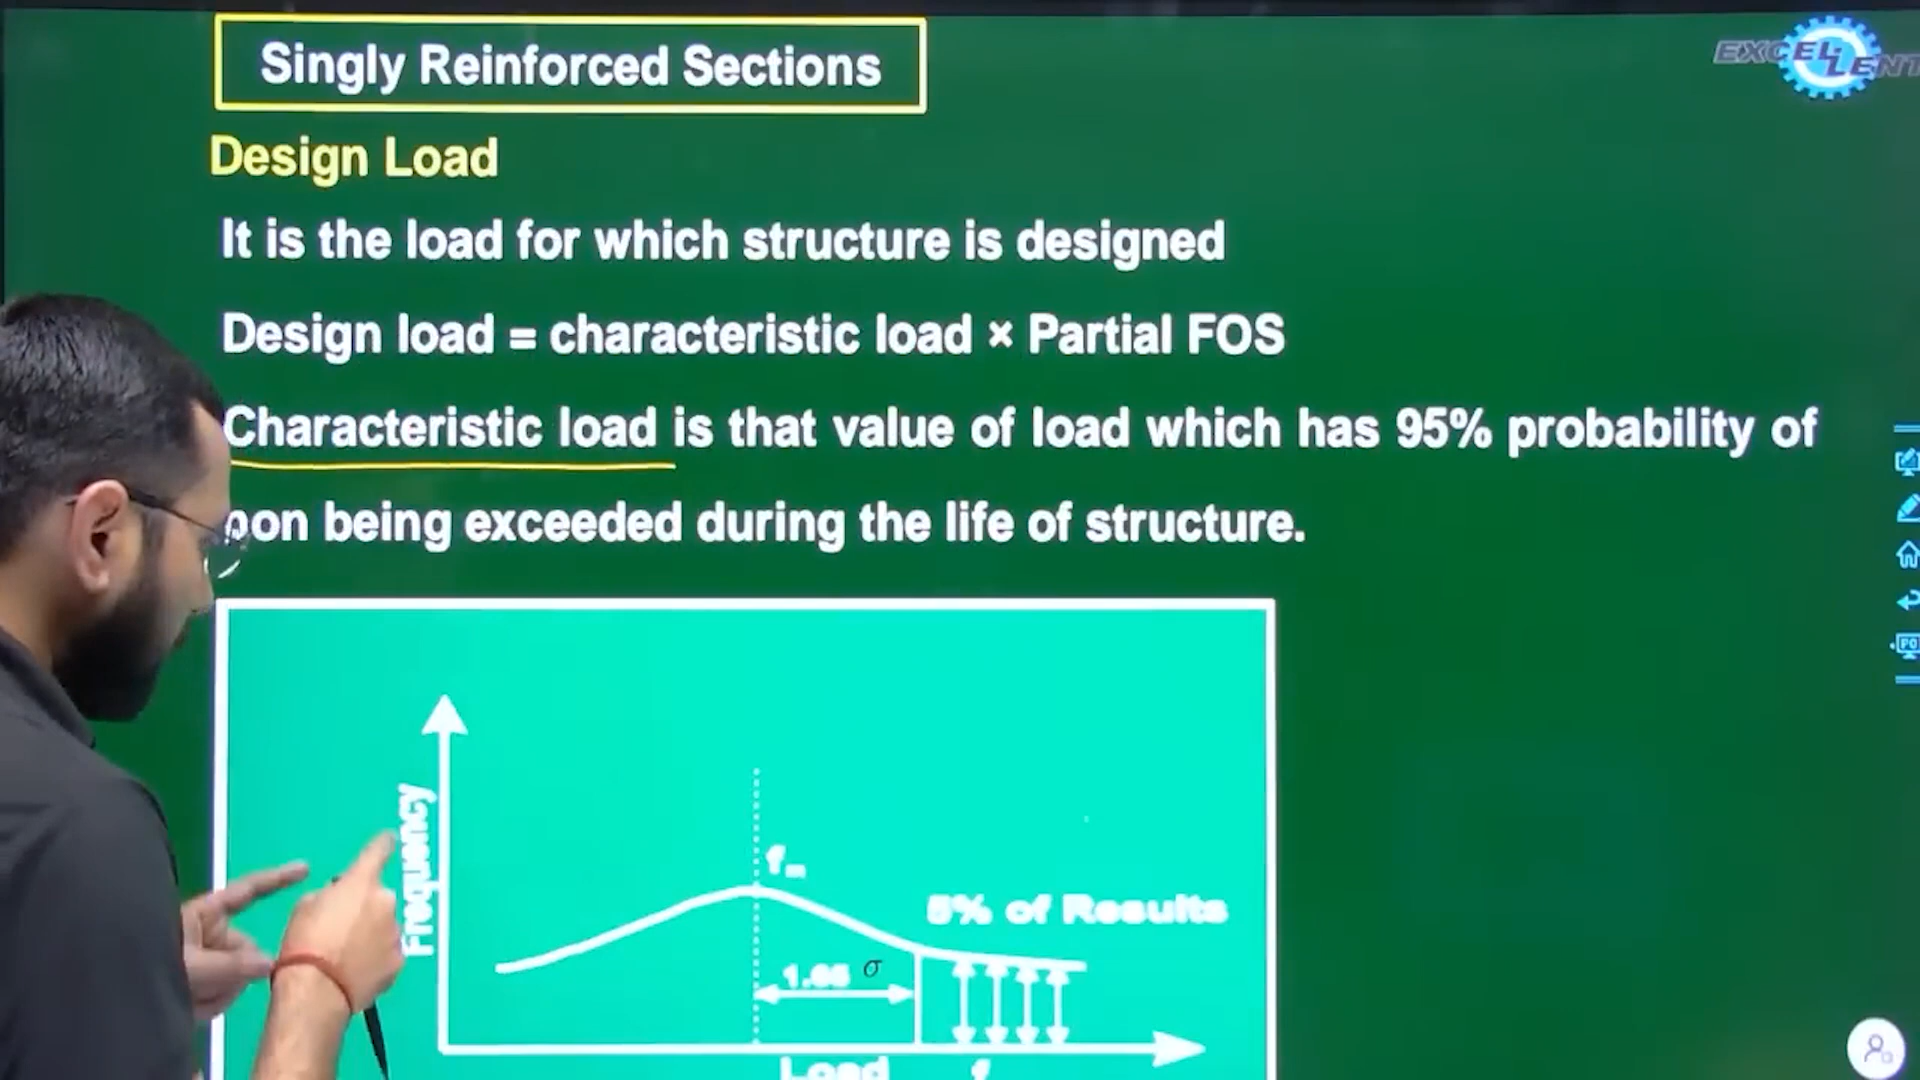 Singly Reinforced Sections
EXCELLENT
Design Load
It is the load for which structure is designed
Design load = characteristic load × Partial FOS
Characteristic load is that value of load which has 95% probability of
non being exceeded during the life of structure.
Frequency
fm
5% of Results
1.65 σ
Load
f